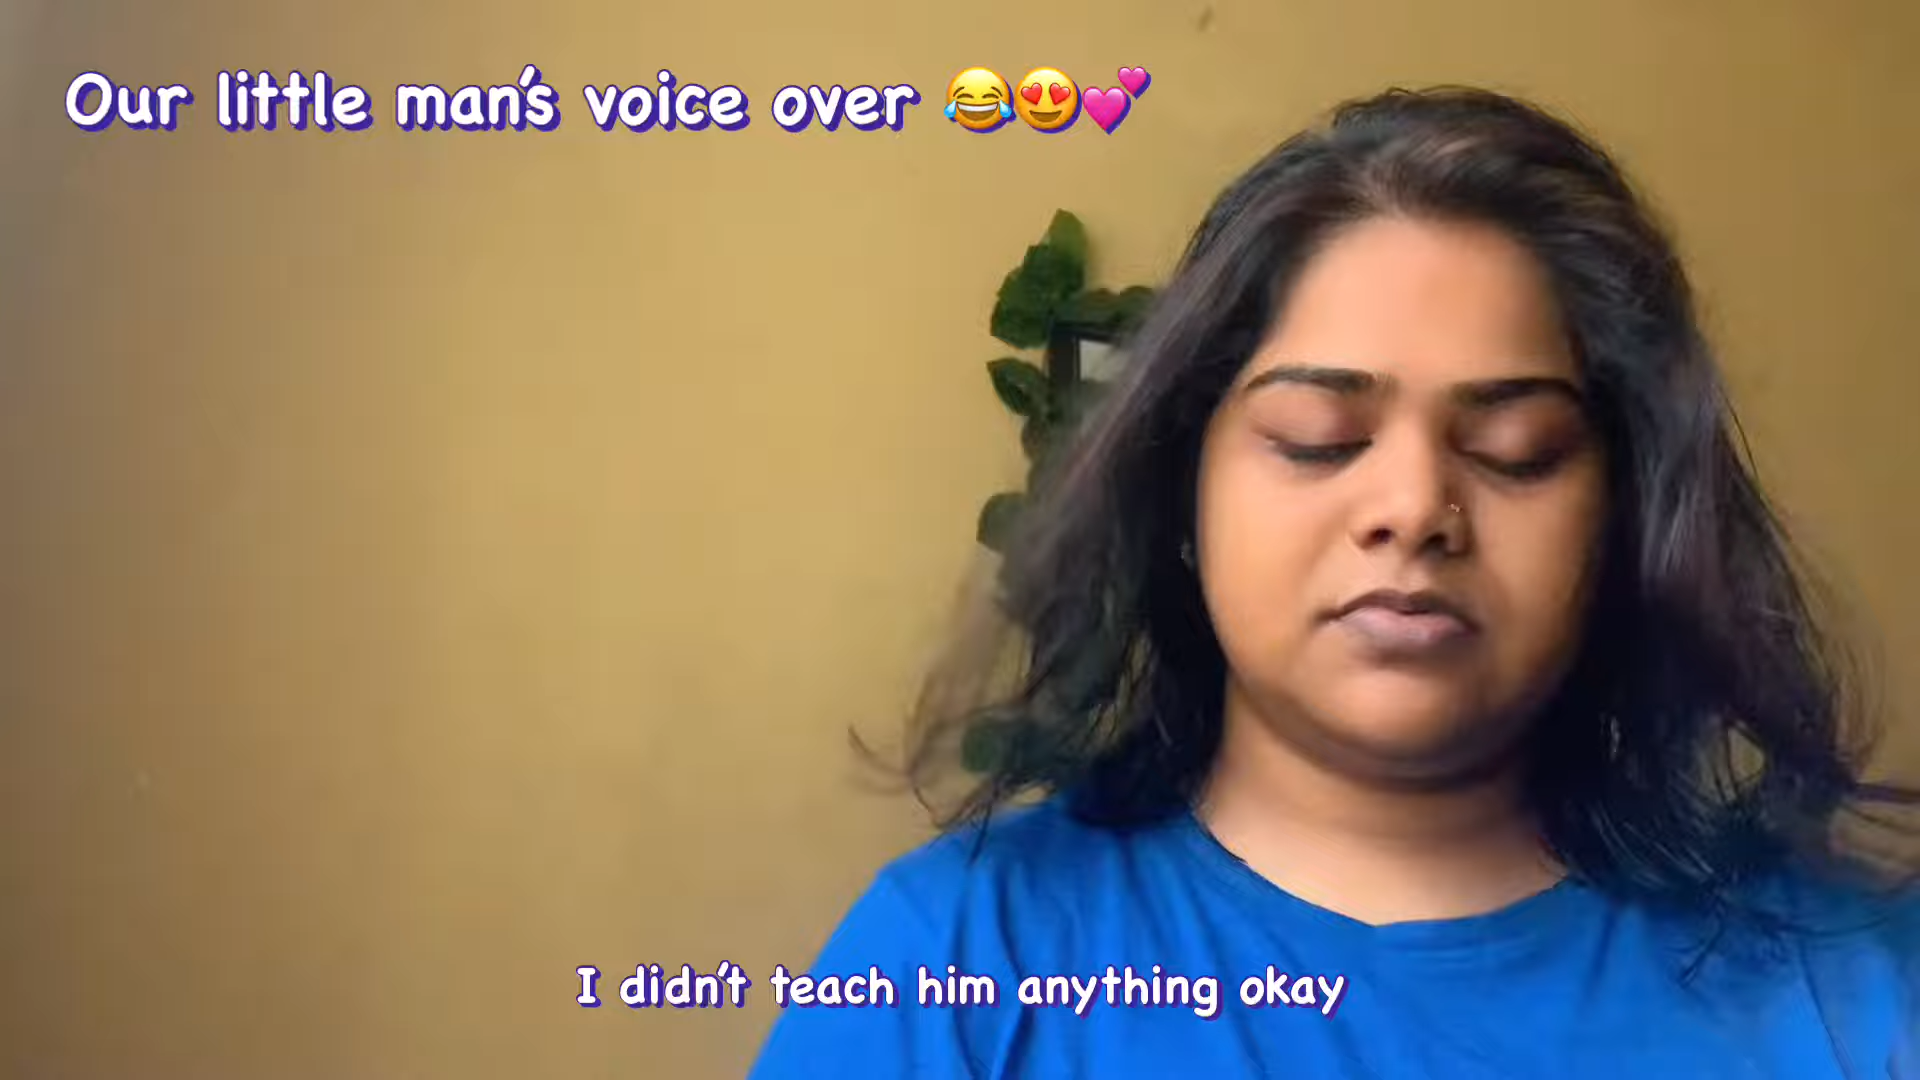 Our little man's voice over 😂😍💕
I didn't teach him anything okay